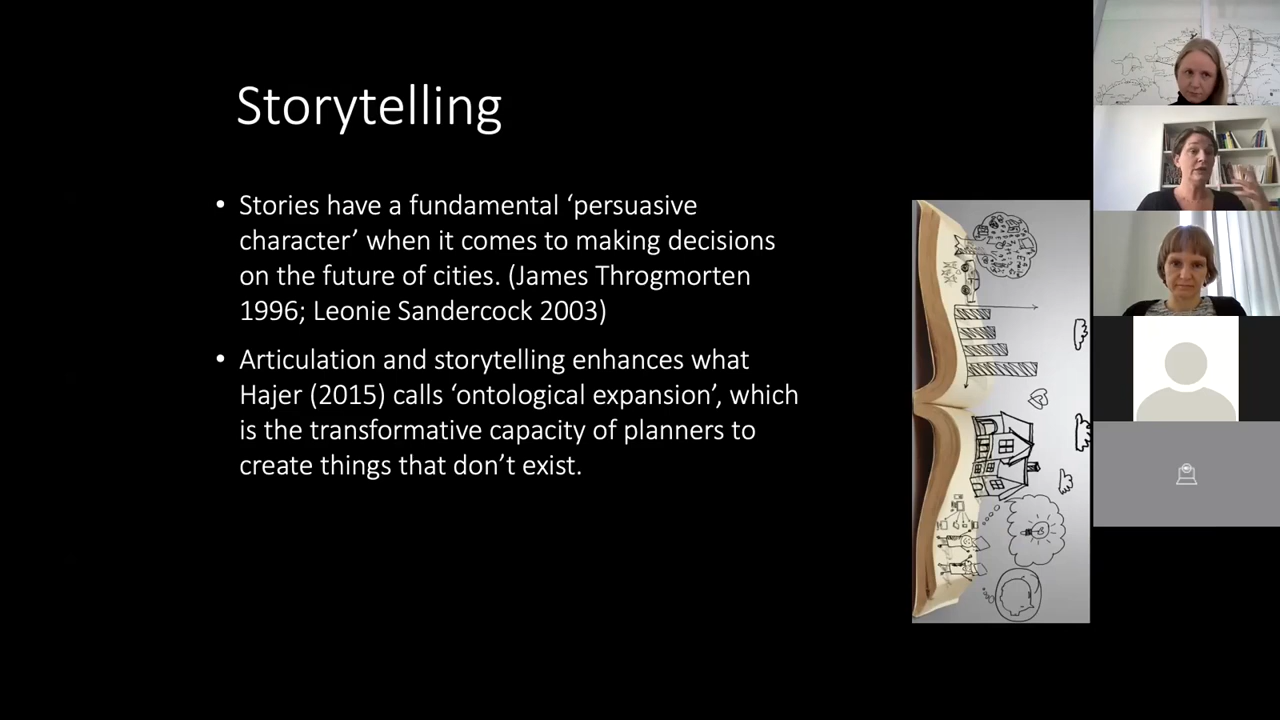 Storytelling
• Stories have a fundamental ‘persuasive
character’ when it comes to making decisions
on the future of cities. (James Throgmorten
1996; Leonie Sandercock 2003)
• Articulation and storytelling enhances what
Hajer (2015) calls ‘ontological expansion’, which
is the transformative capacity of planners to
create things that don’t exist.